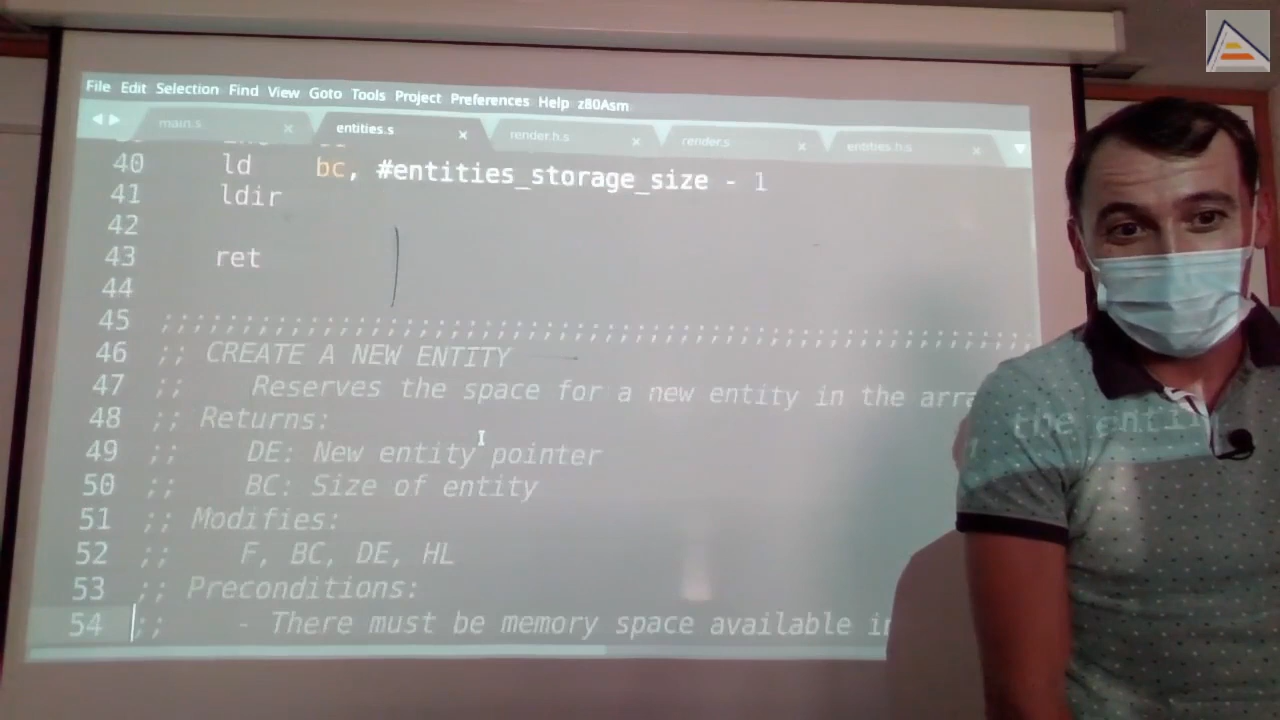 File Edit Selection Find View Goto Tools Project Preferences Help z80Asm
main.s entities.s render.h.s render.s entities.h.s
40 ld bc, #entities_storage_size - 1
41 ldir
42
43 ret
44
45 ;;;;;;;;;;;;;;;;;;;;;;;;;;;;;;;;;;;;;;;;;;;;;;;;;;;;;;;;;;;;;;;;
46 ;; CREATE A NEW ENTITY
47 ;; Reserves the space for a new entity in the arra
48 ;; Returns: the enti
49 ;; DE: New entity pointer
50 ;; BC: Size of entity
51 ;; Modifies:
52 ;; F, BC, DE, HL
53 ;; Preconditions:
54 ;; - There must be memory space available in